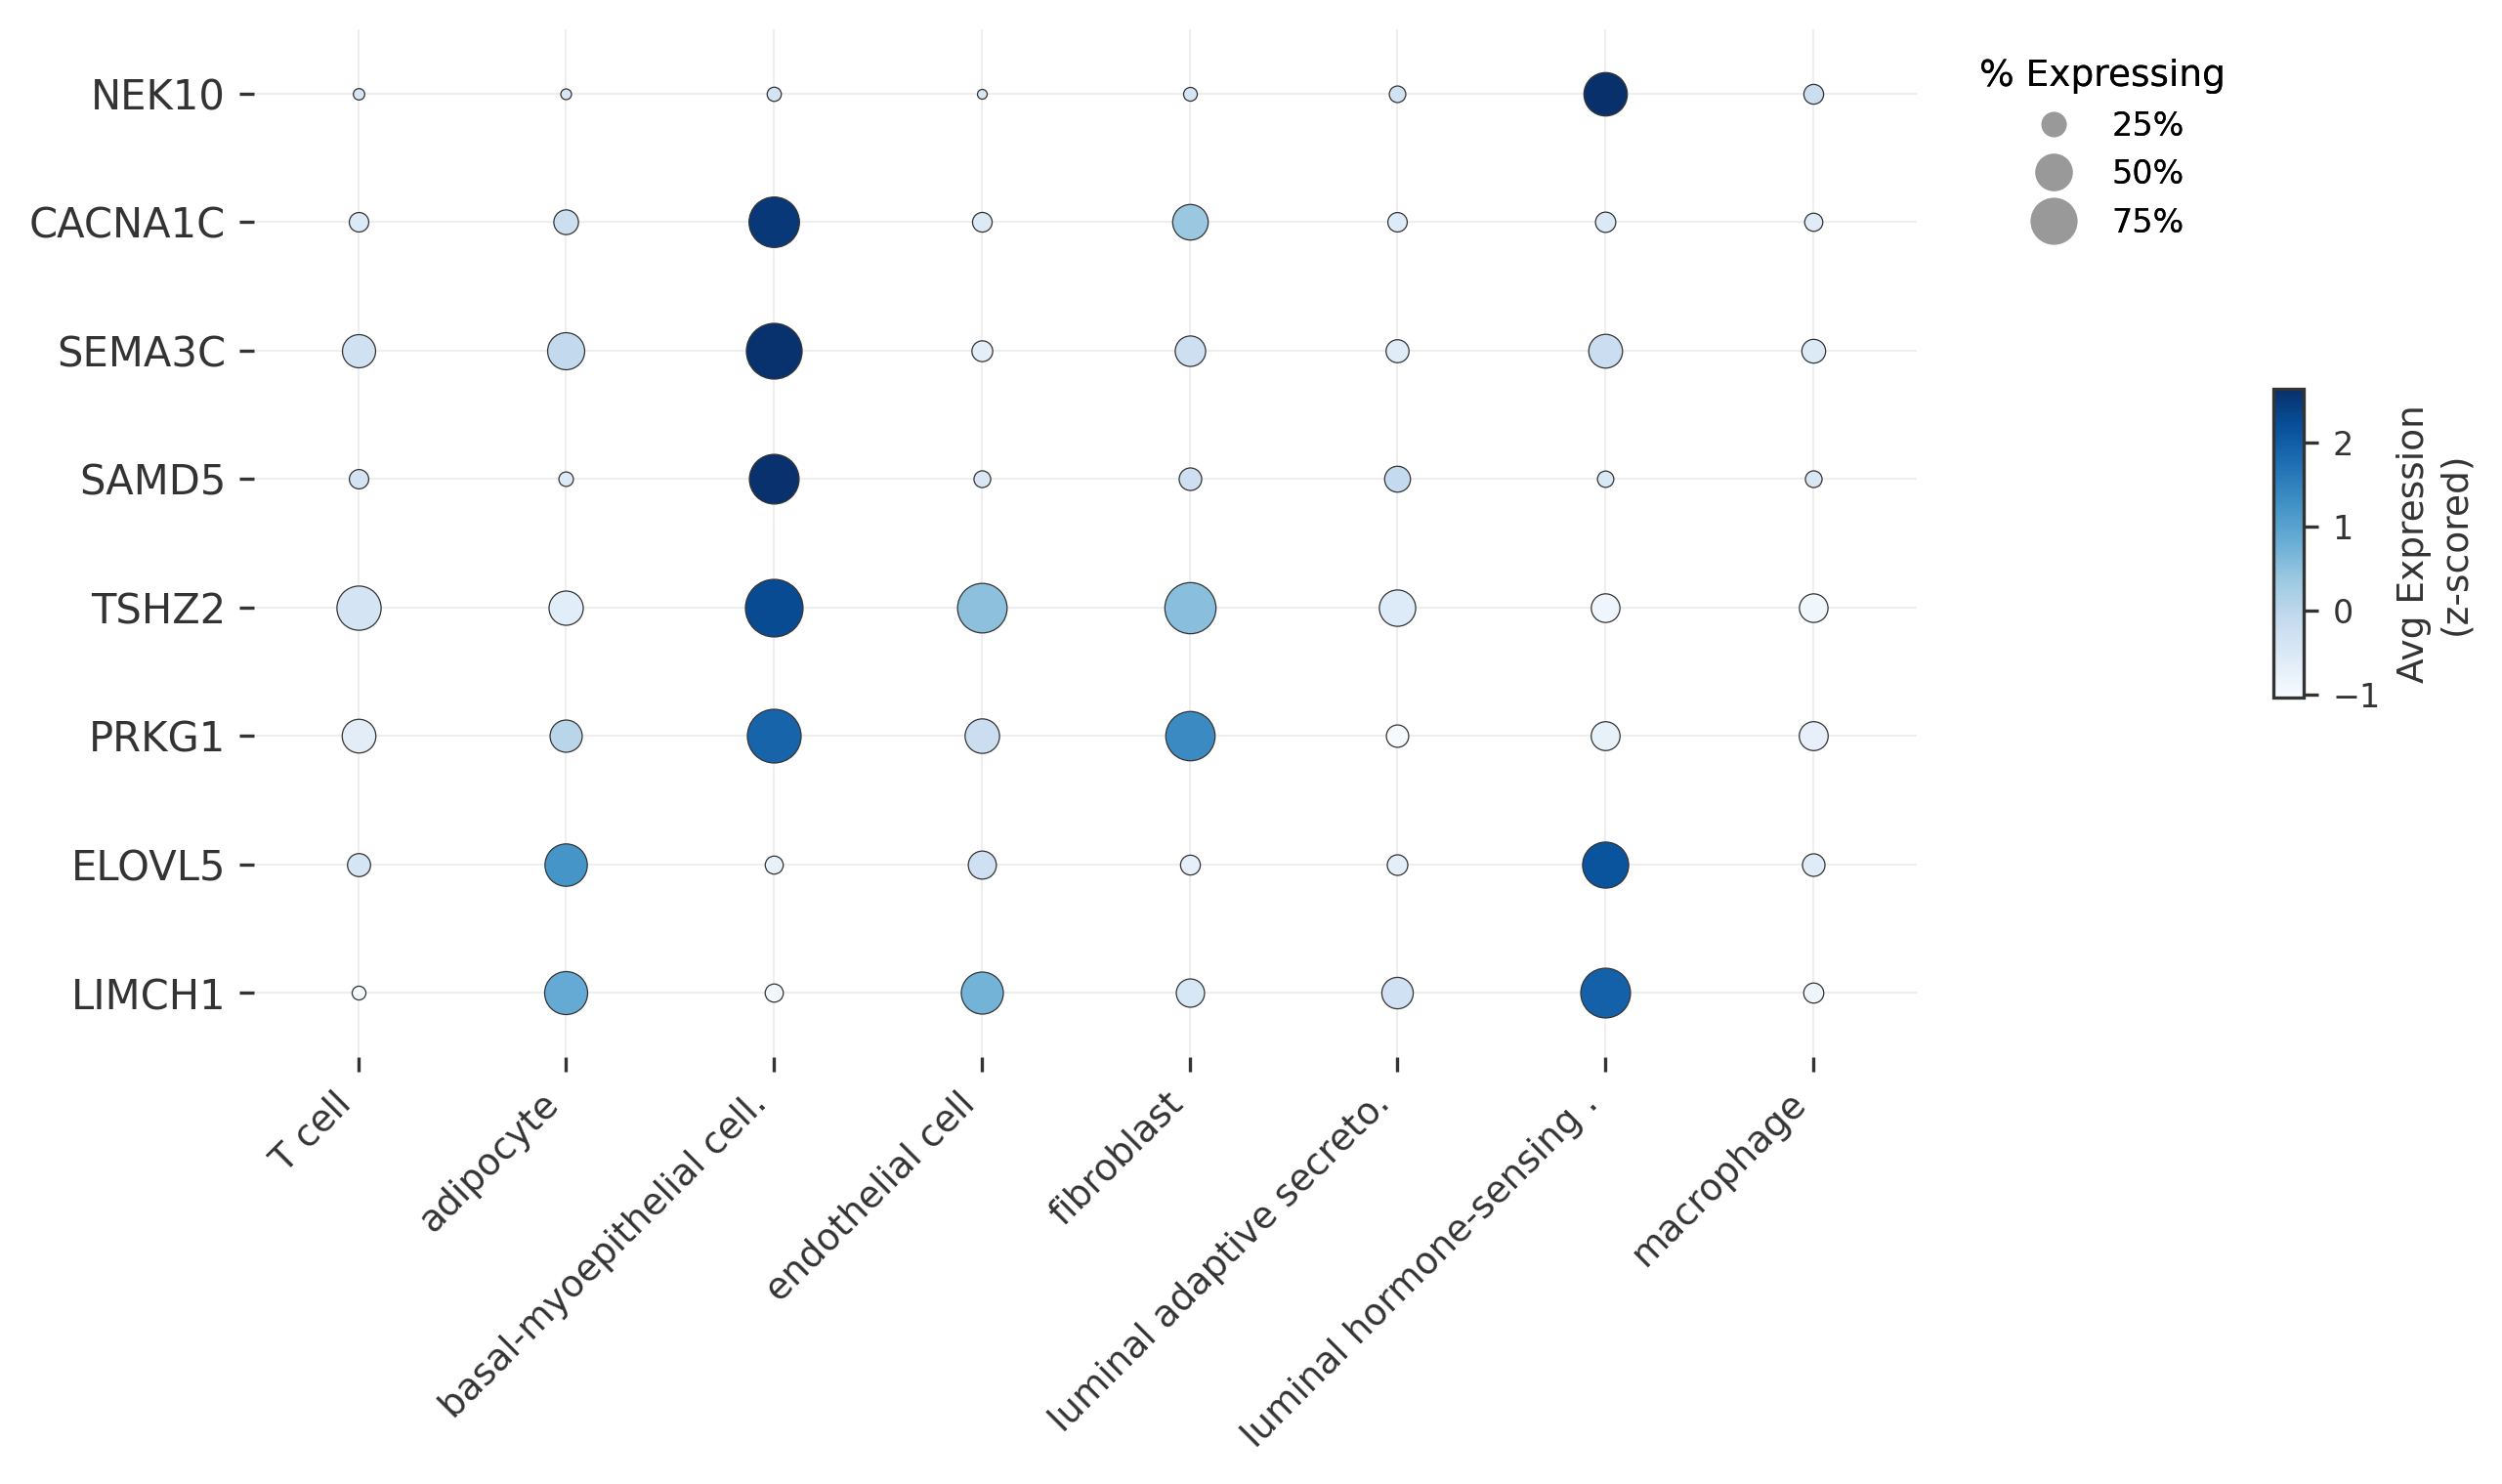 NEK10
CACNA1C
SEMA3C
SAMD5
TSHZ2
PRKG1
ELOVL5
LIMCH1
T cell
adipocyte
basal-myoepithelial cell.
endothelial cell
fibroblast
luminal adaptive secreto.
luminal hormone-sensing .
macrophage
% Expressing
25%
50%
75%
2
1
0
−1
Avg Expression
(z-scored)